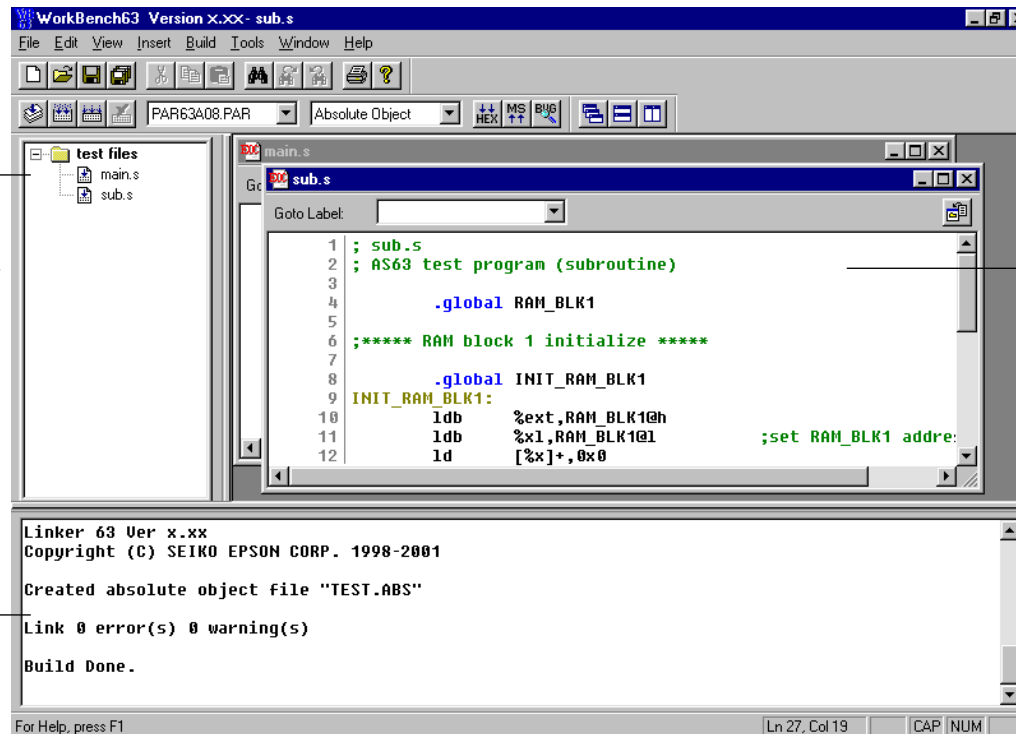 WorkBench63 Version x.xx- sub.s
File Edit View Insert Build Tools Window Help
PAR63A08.PAR Absolute Object HEX MS BUG
test files
main.s
sub.s
main.s
Go
sub.s
Goto Label:
1 ; sub.s
2 ; AS63 test program (subroutine)
3
4 .global RAM_BLK1
5
6 ;***** RAM block 1 initialize *****
7
8 .global INIT_RAM_BLK1
9 INIT_RAM_BLK1:
10 ldb %ext,RAM_BLK1@h
11 ldb %xl,RAM_BLK1@l ;set RAM_BLK1 addre
12 ld [%x]+,0x0
Linker 63 Ver x.xx
Copyright (C) SEIKO EPSON CORP. 1998-2001
Created absolute object file "TEST.ABS"
Link 0 error(s) 0 warning(s)
Build Done.
For Help, press F1 Ln 27, Col 19 CAP NUM